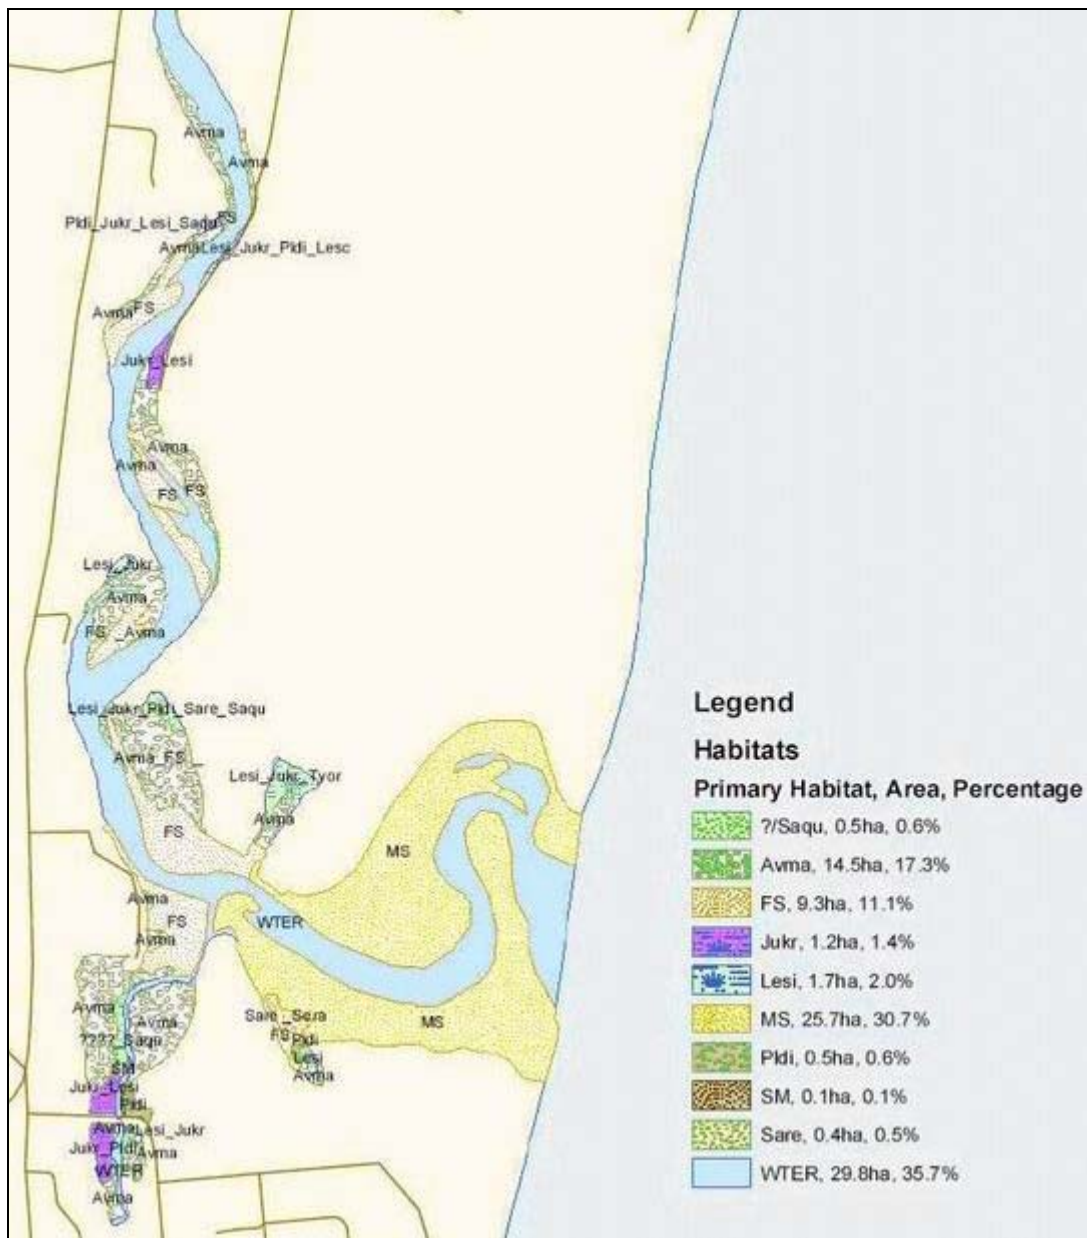 Avma
Avma
FS
Pldi_Jukr_Lesi_Saqu
AvmaLesi_Jukr_Pldi_Lesc
FS
Avma
Jukr_Lesi
Avma
Avma
FS
FS
Lesi_Jukr
Avma
FS _Avma
Lesi_Jukr_Pldi_Sare_Saqu
Avma_FS_
Lesi_Jukr_Tyor
Avma
FS
MS
Avma
FS
WTER
Avma
Avma
Sare_Sera
MS
Avma
FS
Pldi
????_Saqu
Lesi
SM
Avma
Jukr_Lesi
Pldi
Avma
Lesi_Jukr
Jukr_Pldi
Avma
WTER
Avma
Legend
Habitats
Primary Habitat, Area, Percentage
?/Saqu, 0.5ha, 0.6%
Avma, 14.5ha, 17.3%
FS, 9.3ha, 11.1%
Jukr, 1.2ha, 1.4%
Lesi, 1.7ha, 2.0%
MS, 25.7ha, 30.7%
Pldi, 0.5ha, 0.6%
SM, 0.1ha, 0.1%
Sare, 0.4ha, 0.5%
WTER, 29.8ha, 35.7%